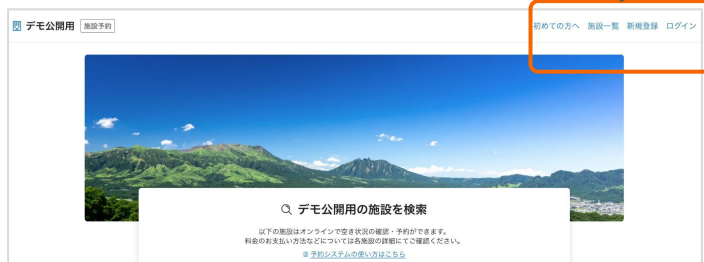 デモ公開用 施設予約
初めての方へ 施設一覧 新規登録 ログイン
デモ公開用の施設を検索
以下の施設はオンラインで空き状況の確認・予約ができます。
料金のお支払い方法などについては各施設の詳細にてご確認ください。
予約システムの使い方はこちら